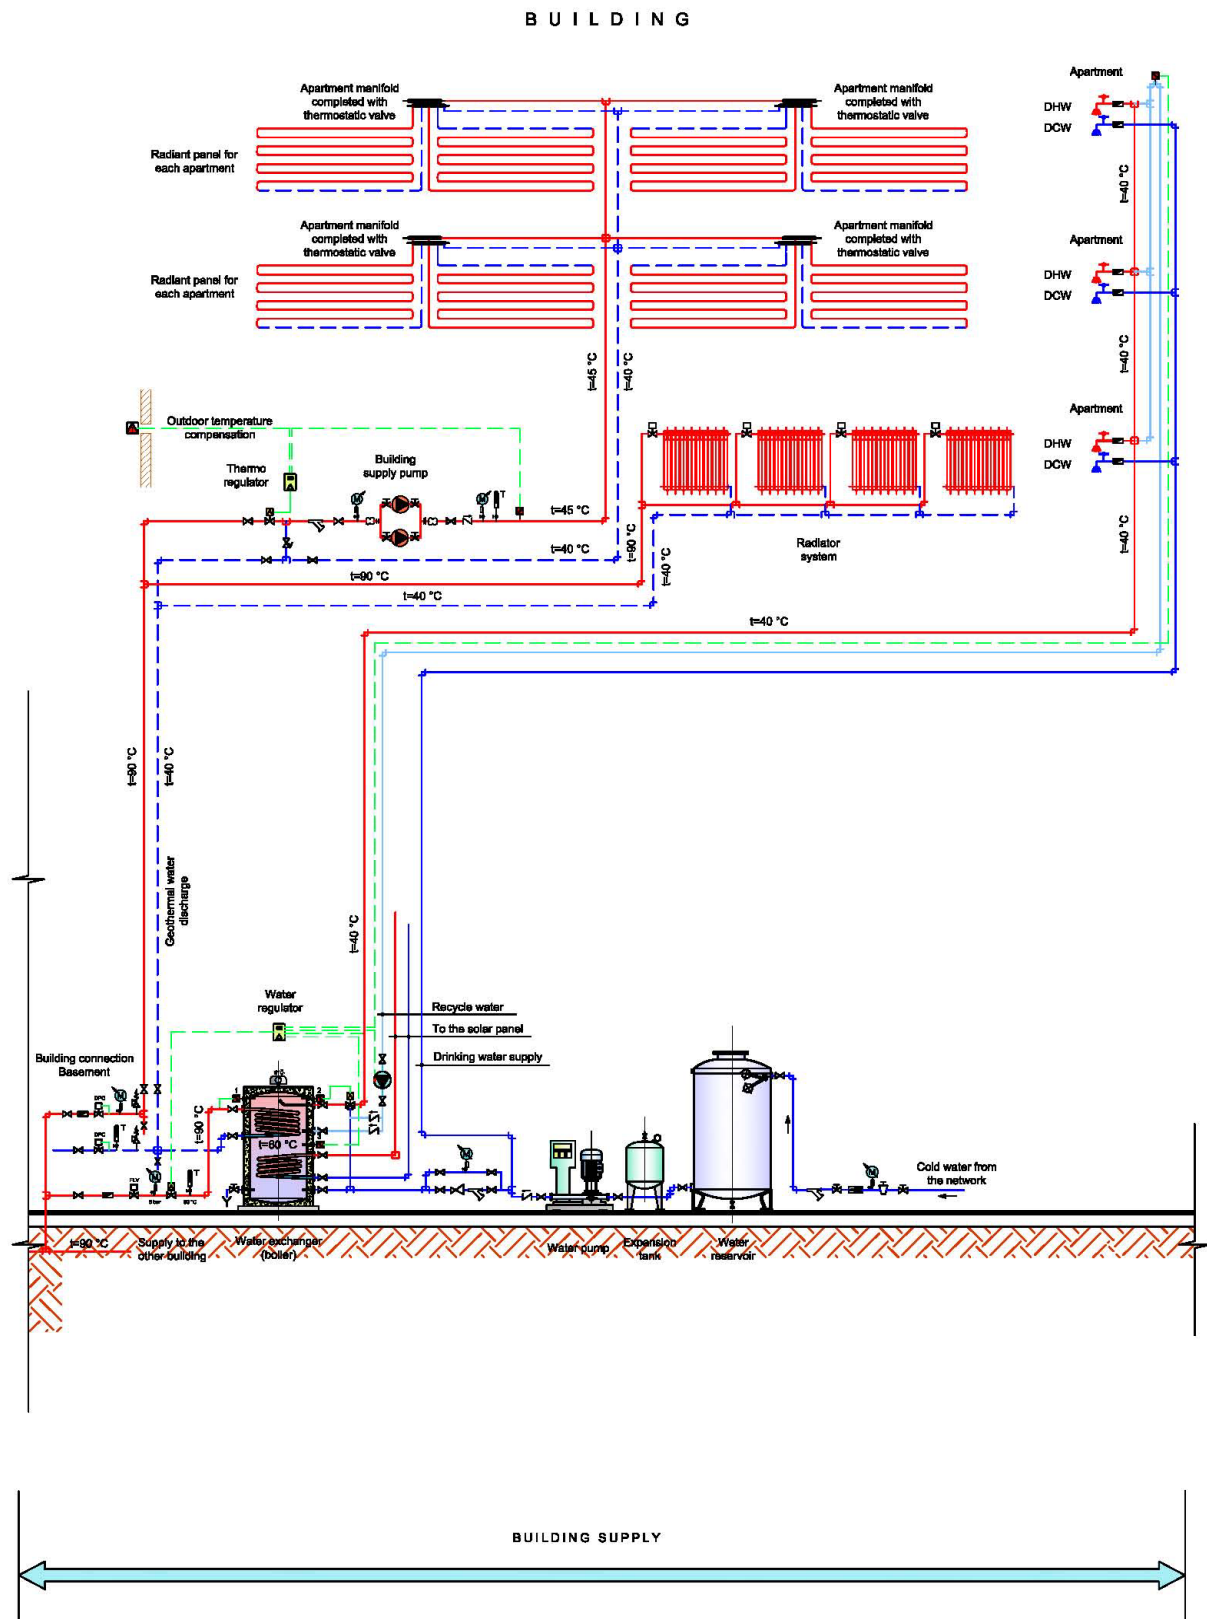 BUILDING
Apartment manifold
completed with
thermostatic valve
Apartment manifold
completed with
thermostatic valve
Apartment
DHW
DCW
Radiant panel for
each apartment
t=40 °C
Apartment manifold
completed with
thermostatic valve
Apartment manifold
completed with
thermostatic valve
Apartment
DHW
DCW
Radiant panel for
each apartment
t=45 °C
t=40 °C
t=40 °C
Outdoor temperature
compensation
Apartment
DHW
DCW
Thermo
regulator
Building
supply pump
M
M
T
t=45 °C
t=40 °C
t=90 °C
t=40 °C
t=90 °C
t=40 °C
Radiator
system
t=40 °C
t=40 °C
t=90 °C
t=40 °C
Geothermal water
discharge
t=40 °C
Water
regulator
Recycle water
To the solar panel
Drinking water supply
Building connection
Basement
M
T
t=90 °C
1
2
t=60 °C
M
M
T
M
Cold water from
the network
t=90 °C
Supply to the
other building
Water exchanger
(boiler)
Water pump
Expansion
tank
Water
reservoir
BUILDING SUPPLY